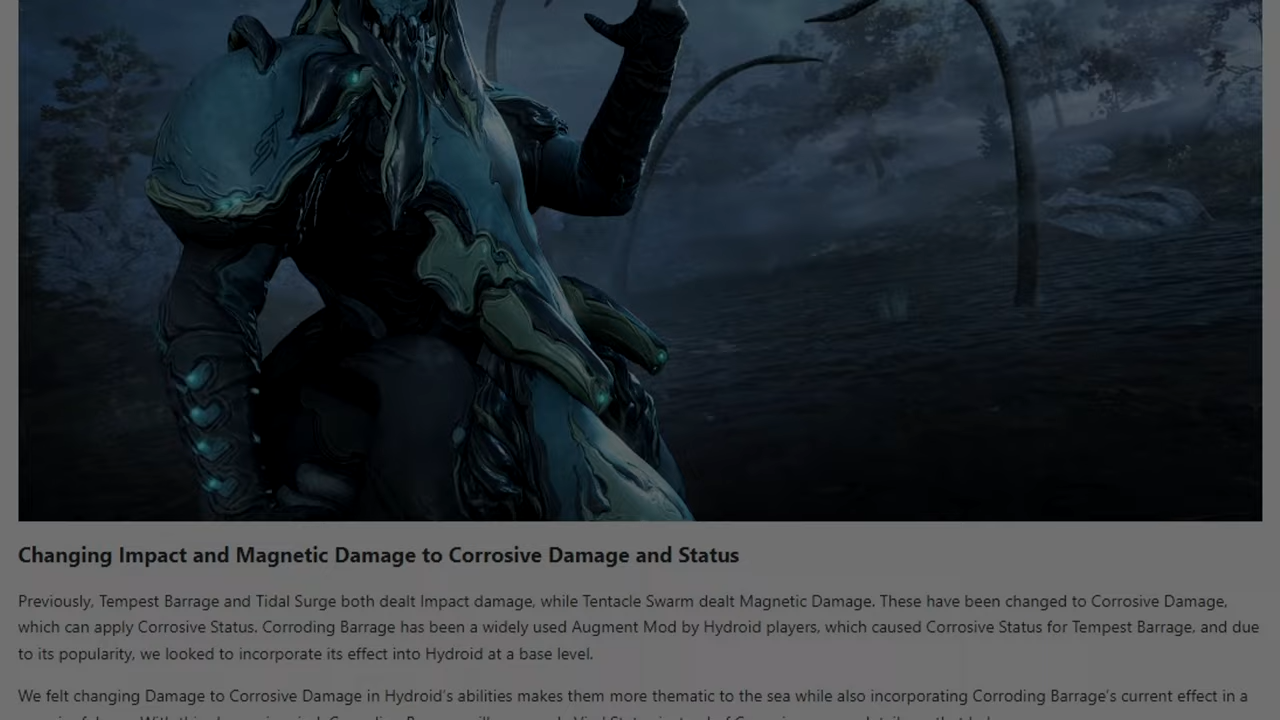 Changing Impact and Magnetic Damage to Corrosive Damage and Status
Previously, Tempest Barrage and Tidal Surge both dealt Impact damage, while Tentacle Swarm dealt Magnetic Damage. These have been changed to Corrosive Damage,
which can apply Corrosive Status. Corroding Barrage has been a widely used Augment Mod by Hydroid players, which caused Corrosive Status for Tempest Barrage, and due
to its popularity, we looked to incorporate its effect into Hydroid at a base level.
We felt changing Damage to Corrosive Damage in Hydroid's abilities makes them more thematic to the sea while also incorporating Corroding Barrage's current effect in a